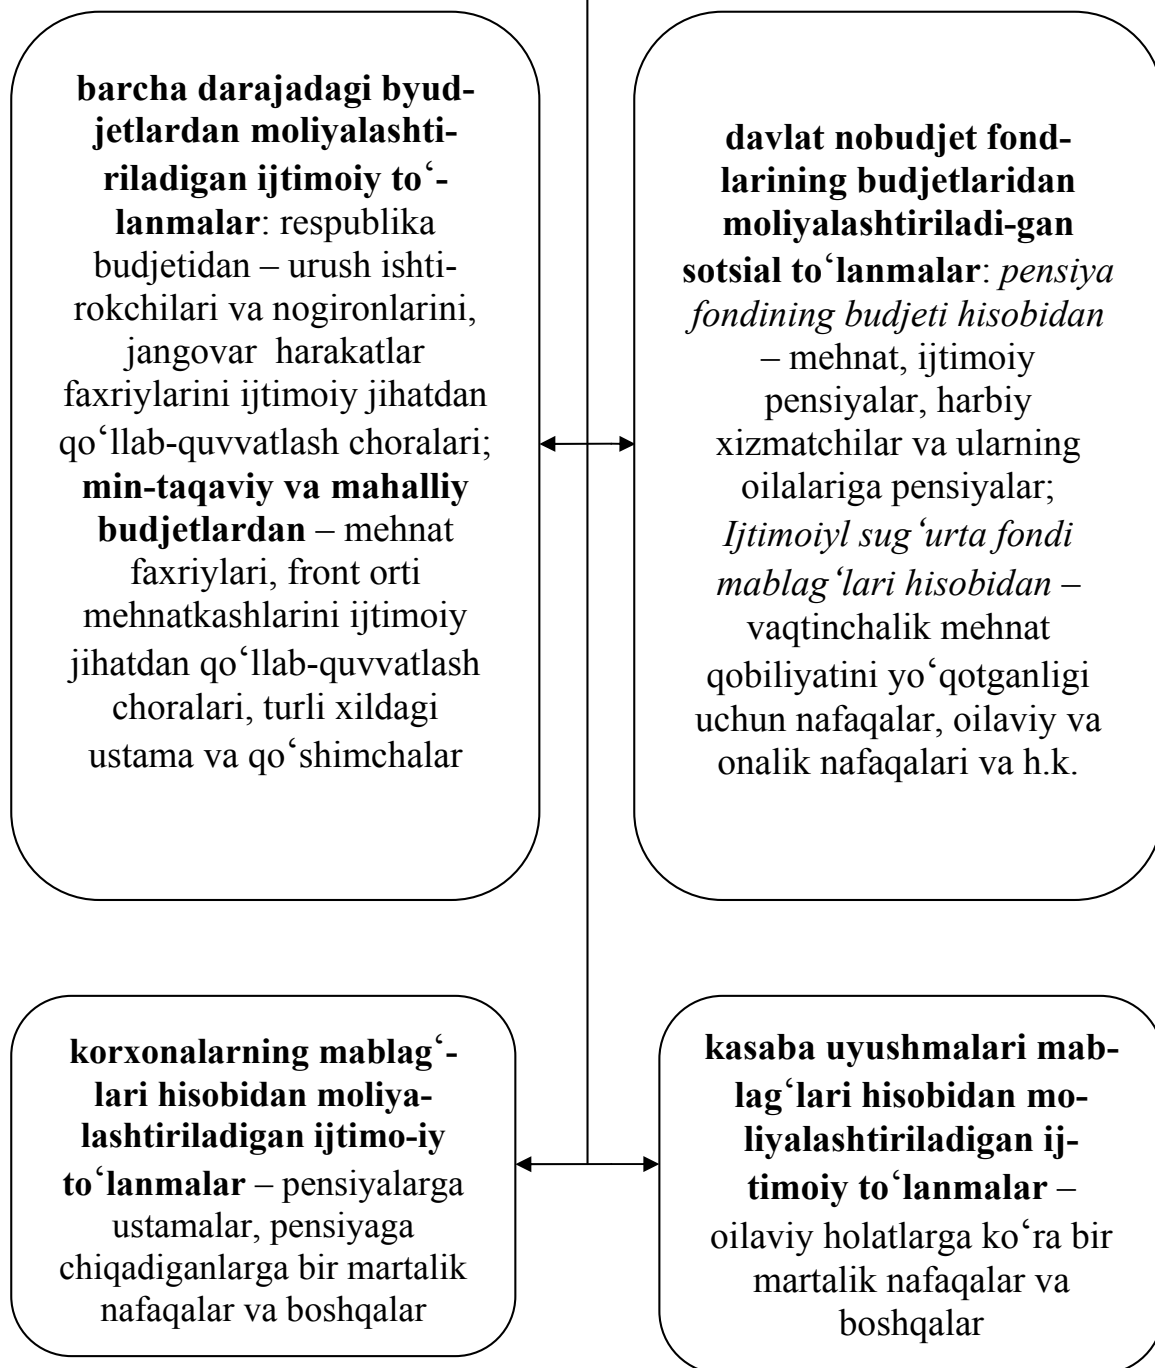 barcha darajadagi byud-
jetlardan moliyalashti-
riladigan ijtimoiy to‘-
lanmalar: respublika
budjetidan – urush ishti-
rokchilari va nogironlarini,
jangovar harakatlar
faxriylarini ijtimoiy jihatdan
qo‘llab-quvvatlash choralari;
min-taqaviy va mahalliy
budjetlardan – mehnat
faxriylari, front orti
mehnatkashlarini ijtimoiy
jihatdan qo‘llab-quvvatlash
choralari, turli xildagi
ustama va qo‘shimchalar
davlat nobudjet fond-
larining budjetlaridan
moliyalashtiriladi-gan
sotsial to‘lanmalar: pensiya
fondining budjeti hisobidan
– mehnat, ijtimoiy
pensiyalar, harbiy
xizmatchilar va ularning
oilalariga pensiyalar;
Ijtimoiyl sug‘urta fondi
mablag‘lari hisobidan –
vaqtinchalik mehnat
qobiliyatini yo‘qotganligi
uchun nafaqalar, oilaviy va
onalik nafaqalari va h.k.
korxonalarning mablag‘-
lari hisobidan moliya-
lashtiriladigan ijtimo-iy
to‘lanmalar – pensiyalarga
ustamalar, pensiyaga
chiqadiganlarga bir martalik
nafaqalar va boshqalar
kasaba uyushmalari mab-
lag‘lari hisobidan mo-
liyalashtiriladigan ij-
timoiy to‘lanmalar –
oilaviy holatlarga ko‘ra bir
martalik nafaqalar va
boshqalar